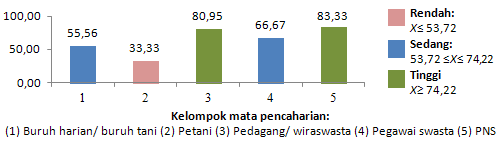 100,00
50,00
0,00
55,56
33,33
80,95
66,67
83,33
1 2 3 4 5
Rendah:
X≤ 53,72
Sedang:
53,72 ≤X≤ 74,22
Tinggi
X≥ 74,22
Kelompok mata pencaharian:
(1) Buruh harian/ buruh tani (2) Petani (3) Pedagang/ wiraswasta (4) Pegawai swasta (5) PNS